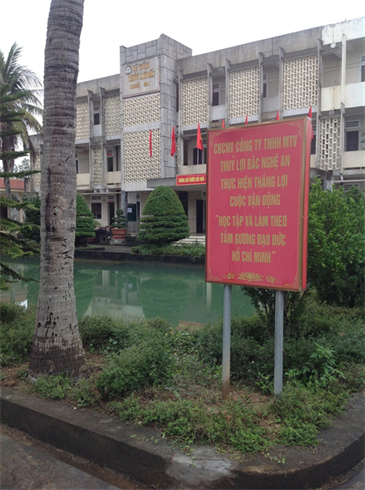 CBCNV CÔNG TY TNHH MTV
THUỶ LỢI BẮC NGHỆ AN
THỰC HIỆN THẮNG LỢI
CUỘC VẬN ĐỘNG
"HỌC TẬP VÀ LÀM THEO
TẤM GƯƠNG ĐẠO ĐỨC
HỒ CHÍ MINH"